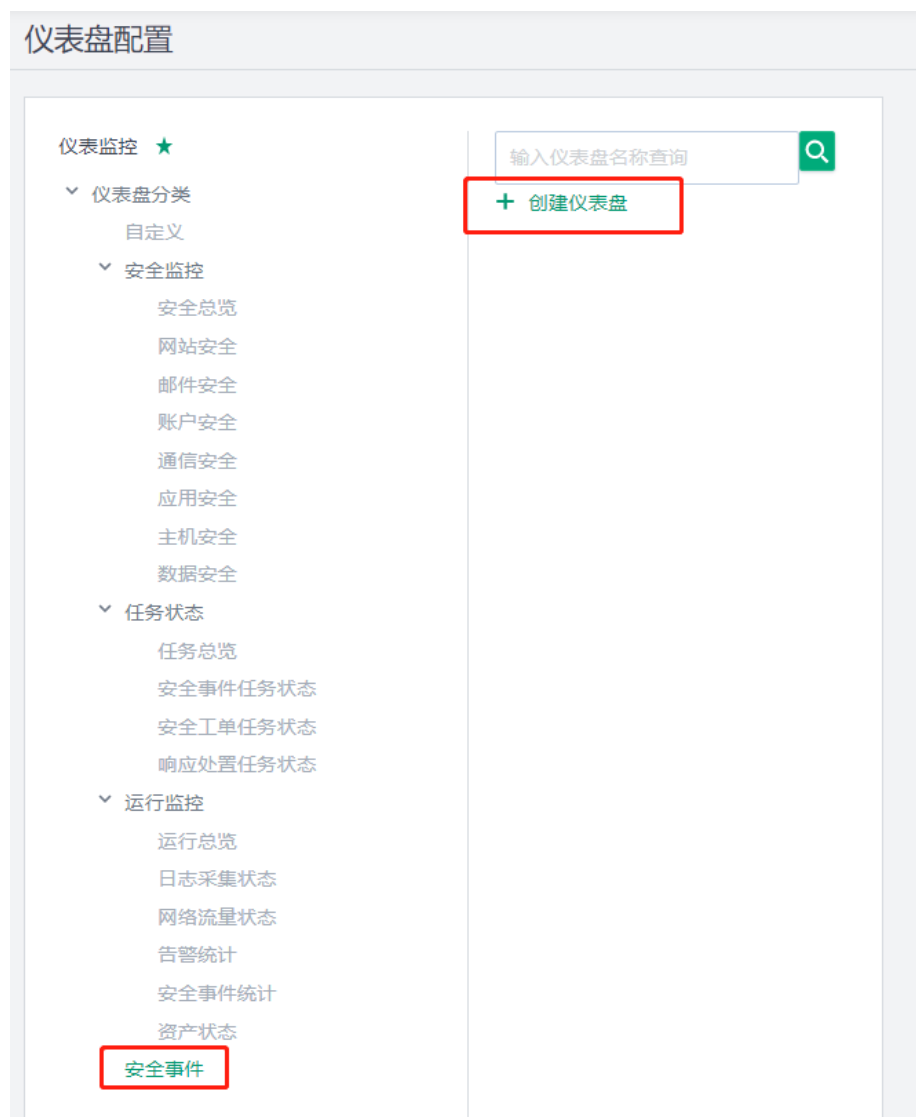 仪表盘配置
仪表监控
仪表盘分类
自定义
安全监控
安全总览
网站安全
邮件安全
账户安全
通信安全
应用安全
主机安全
数据安全
任务状态
任务总览
安全事件任务状态
安全工单任务状态
响应处置任务状态
运行监控
运行总览
日志采集状态
网络流量状态
告警统计
安全事件统计
资产状态
安全事件
输入仪表盘名称查询
+ 创建仪表盘